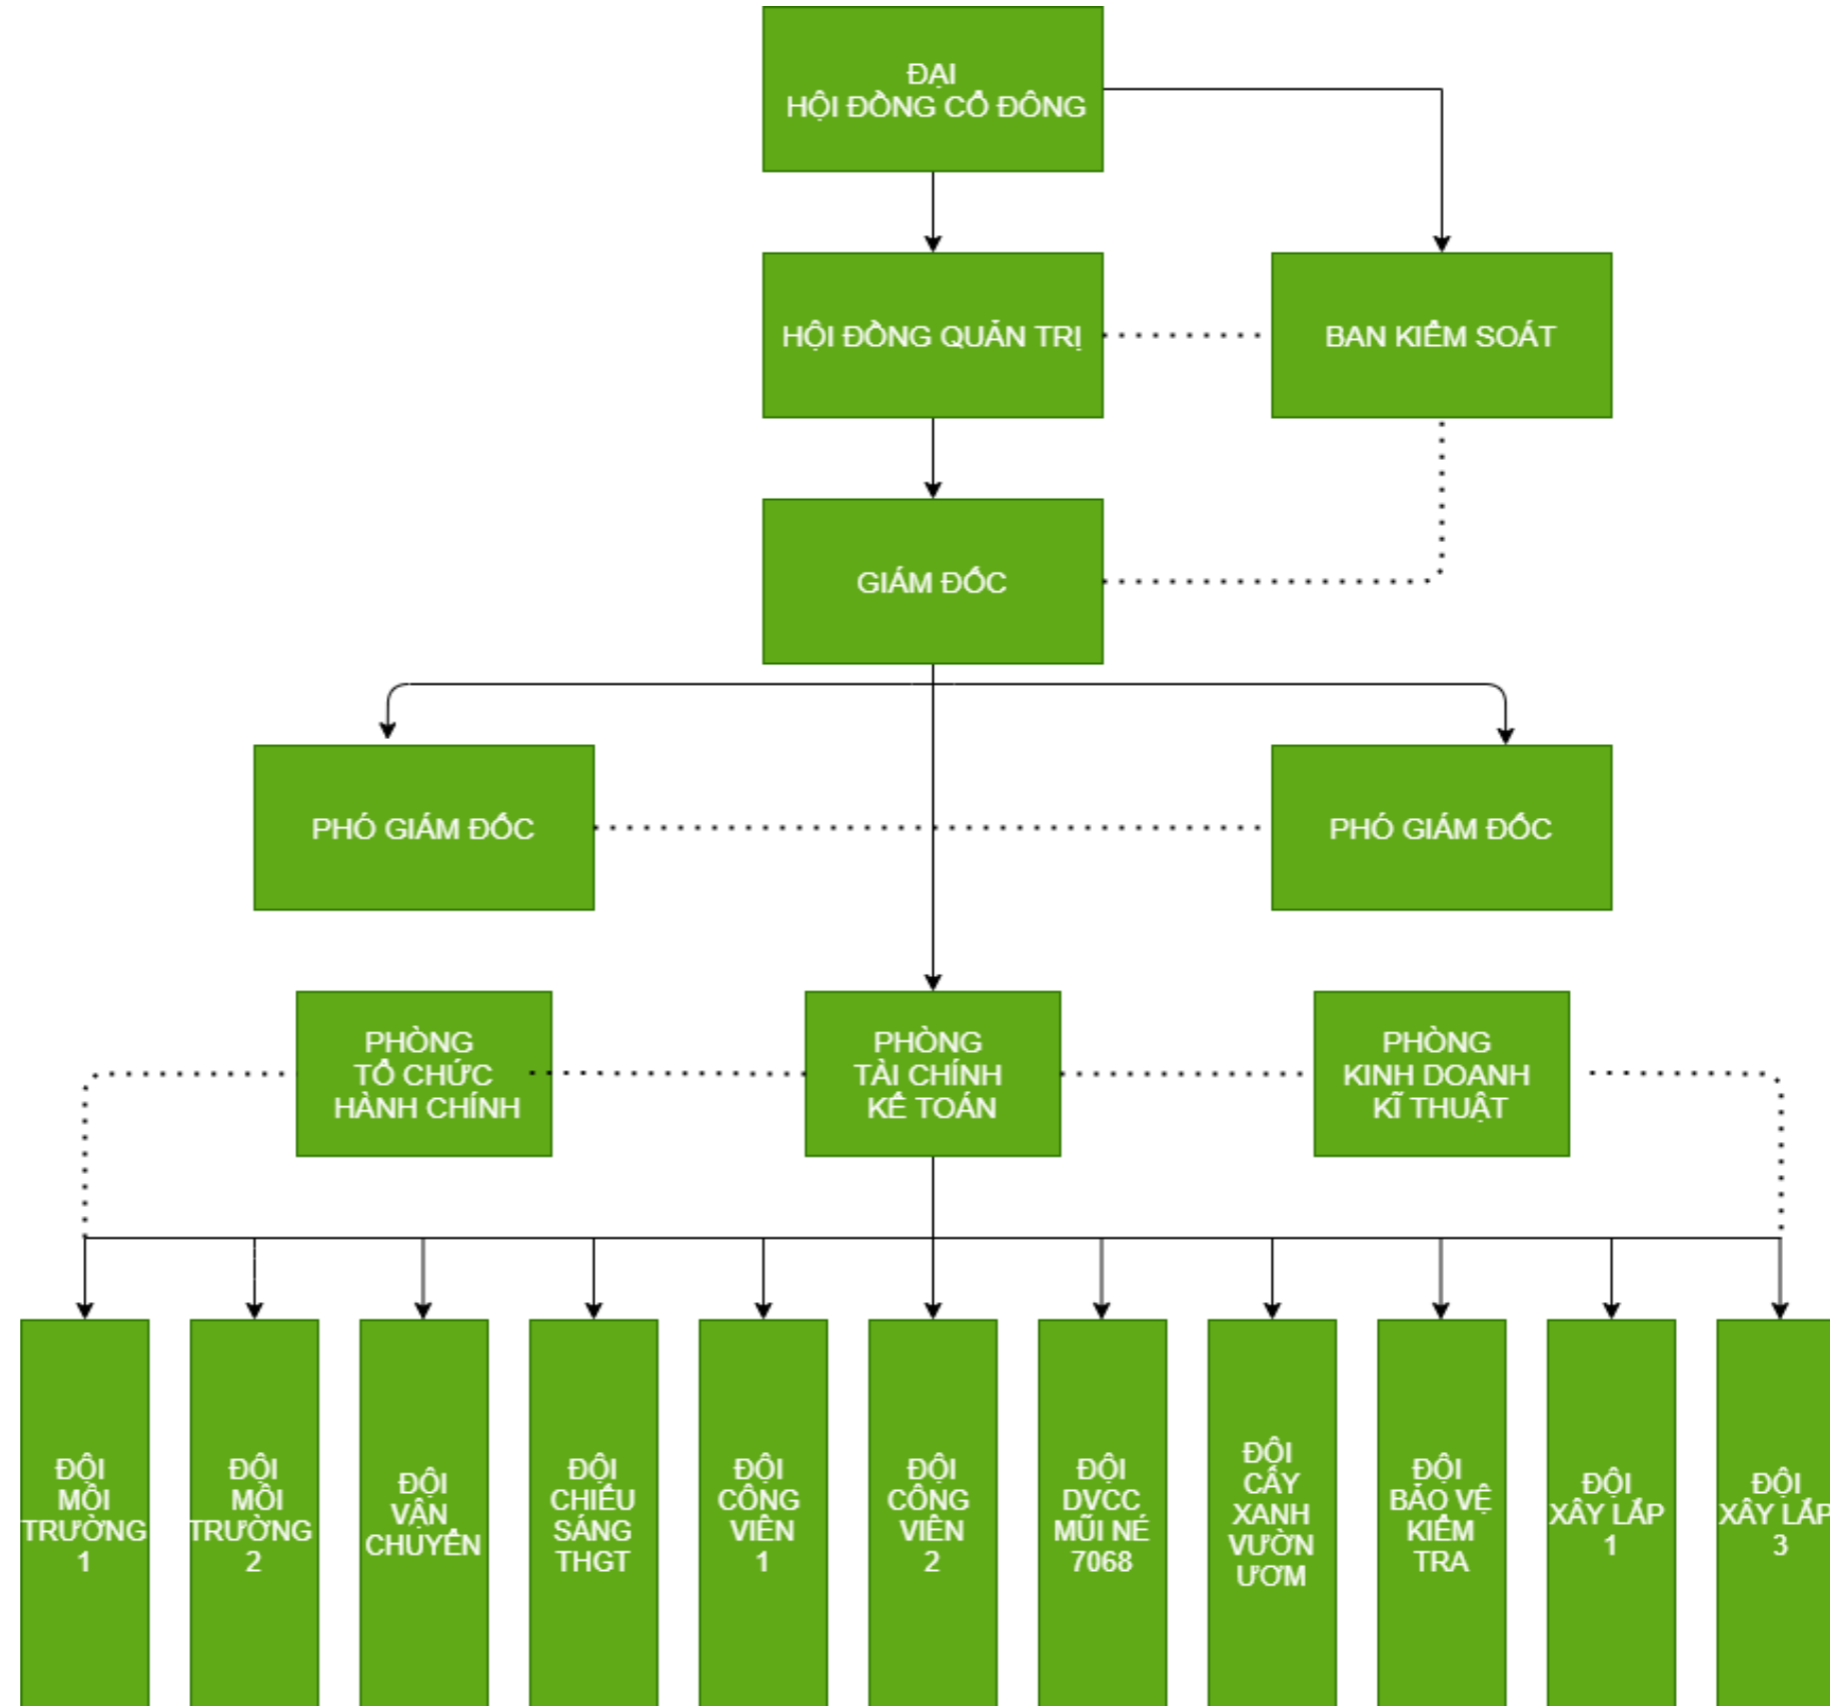 ĐẠI
HỘI ĐỒNG CỔ ĐÔNG
HỘI ĐỒNG QUẢN TRỊ
BAN KIỂM SOÁT
GIÁM ĐỐC
PHÓ GIÁM ĐỐC
PHÓ GIÁM ĐỐC
PHÒNG
TỔ CHỨC
HÀNH CHÍNH
PHÒNG
TÀI CHÍNH
KẾ TOÁN
PHÒNG
KINH DOANH
KĨ THUẬT
ĐỘI
MÔI
TRƯỜNG
1
ĐỘI
MÔI
TRƯỜNG
2
ĐỘI
VẬN
CHUYỂN
ĐỘI
CHIẾU
SÁNG
THGT
ĐỘI
CÔNG
VIÊN
1
ĐỘI
CÔNG
VIÊN
2
ĐỘI
DVCC
MŨI NÉ
7068
ĐỘI
CÂY
XANH
VƯỜN
ƯƠM
ĐỘI
BẢO VỆ
KIỂM
TRA
ĐỘI
XÂY LẮP
1
ĐỘI
XÂY LẮP
3